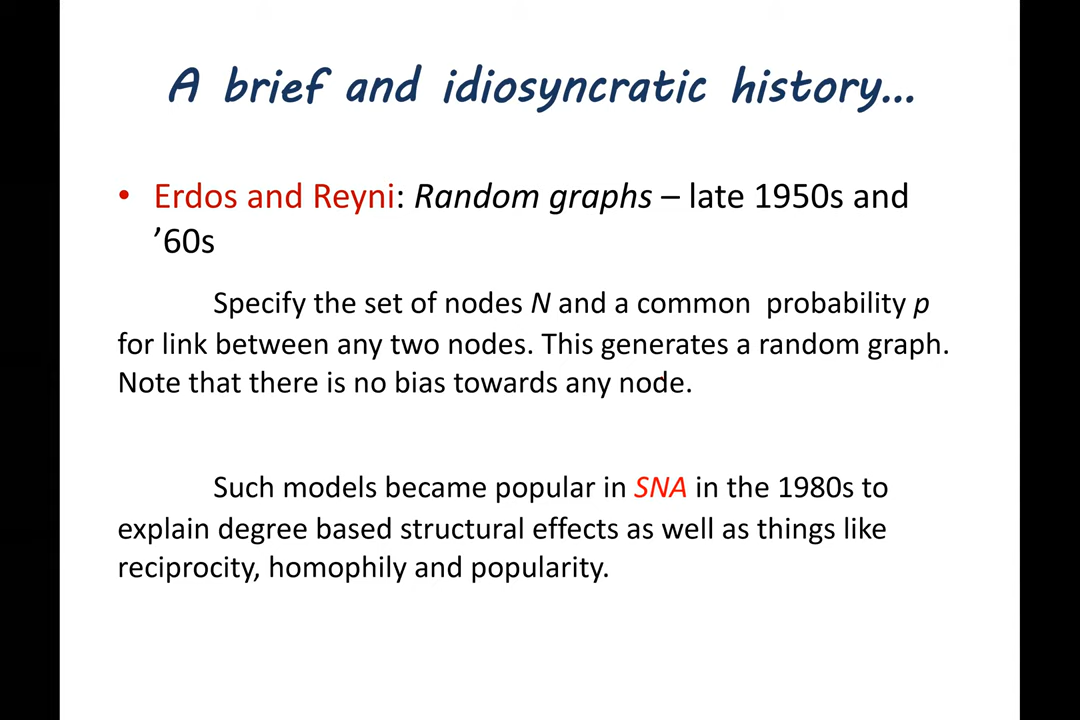 A brief and idiosyncratic history...
• Erdos and Reyni: Random graphs – late 1950s and
’60s
Specify the set of nodes N and a common probability p
for link between any two nodes. This generates a random graph.
Note that there is no bias towards any node.
Such models became popular in SNA in the 1980s to
explain degree based structural effects as well as things like
reciprocity, homophily and popularity.